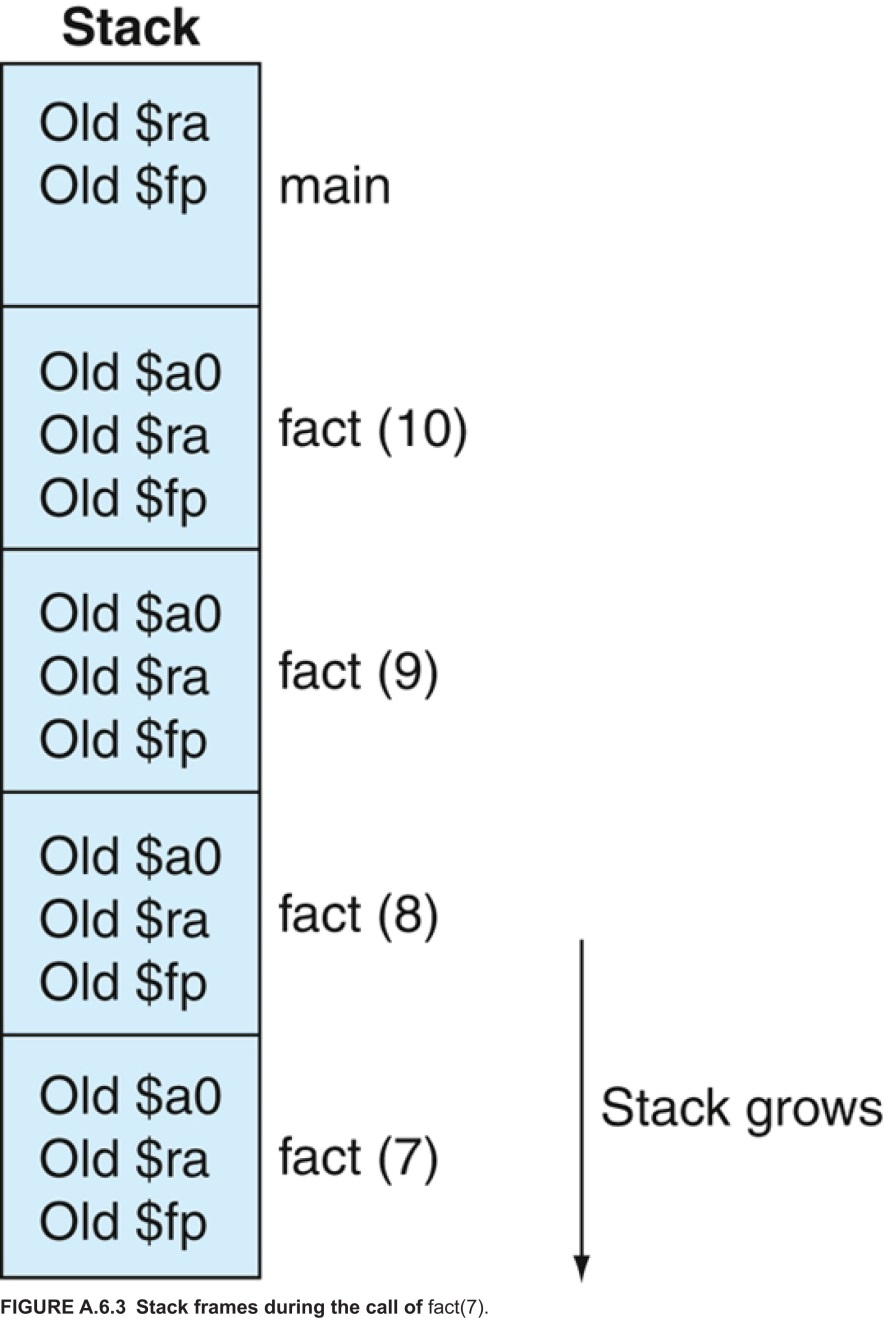 Stack
Old $ra
Old $fp
main
Old $a0
Old $ra
Old $fp
fact (10)
Old $a0
Old $ra
Old $fp
fact (9)
Old $a0
Old $ra
Old $fp
fact (8)
Old $a0
Old $ra
Old $fp
fact (7)
Stack grows
FIGURE A.6.3 Stack frames during the call of fact(7).